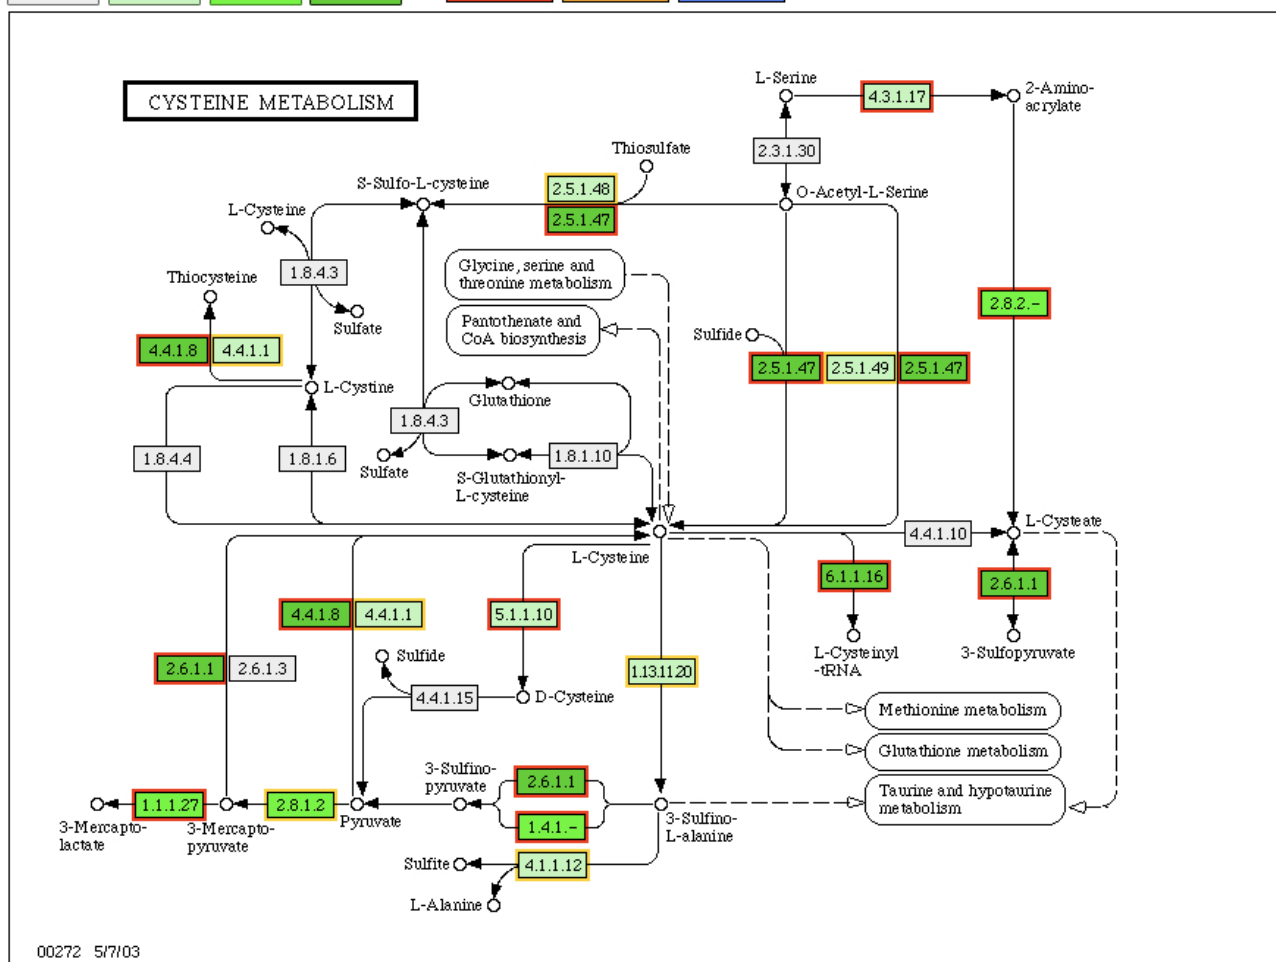 L-Serine
4.3.1.17
2-Amino-
acrylate
CYSTEINE METABOLISM
2.3.1.30
Thiosulfate
S-Sulfo-L-cysteine
2.5.1.48
O-Acetyl-L-Serine
L-Cysteine
2.5.1.47
Glycine, serine and
threonine metabolism
1.8.4.3
Thiocysteine
2.8.2.-
Sulfate
Pantothenate and
CoA biosynthesis
Sulfide
4.4.1.8
4.4.1.1
2.5.1.47
2.5.1.49
2.5.1.47
L-Cystine
Glutathione
1.8.4.3
1.8.4.4
1.8.1.6
1.8.1.10
Sulfate
S-Glutathionyl-
L-cysteine
L-Cysteate
4.4.1.10
L-Cysteine
6.1.1.16
2.6.1.1
4.4.1.8
4.4.1.1
5.1.1.10
L-Cysteinyl
-tRNA
3-Sulfopyruvate
Sulfide
2.6.1.1
2.6.1.3
1.13.11.20
4.4.1.15
D-Cysteine
Methionine metabolism
Glutathione metabolism
3-Sulfino-
pyruvate
2.6.1.1
Taurine and hypotaurine
metabolism
1.1.1.27
2.8.1.2
Pyruvate
3-Mercapto-
lactate
3-Mercapto-
pyruvate
1.4.1.-
3-Sulfino-
L-alanine
Sulfite
4.1.1.12
L-Alanine
00272 5/7/03